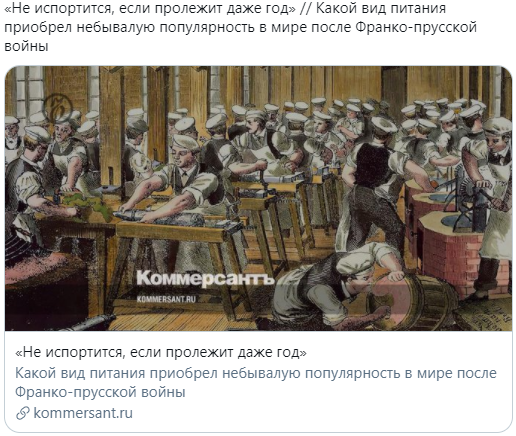 «Не испортится, если пролежит даже год» // Какой вид питания
приобрел небывалую популярность в мире после Франко-прусской
войны
Коммерсантъ
KOMMERSANT.RU
«Не испортится, если пролежит даже год»
Какой вид питания приобрел небывалую популярность в мире после
Франко-прусской войны
kommersant.ru